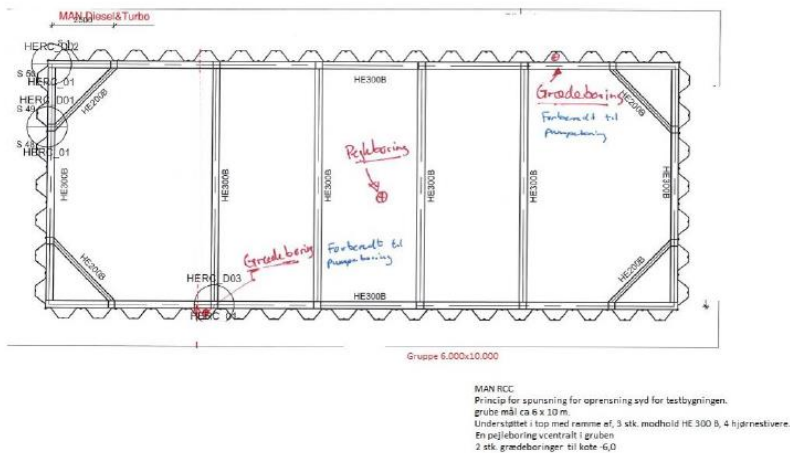 MAN Diesel&Turbo
2500
HERC_D02
S 50
HERC_01
HERC_D01
S 49
S 48
HERC_01
HE200B
HE300B
HE300B
HE300B
HE300B
HE300B
HE300B
HE300B
HE200B
HE200B
HE200B
Grædeboring
Forberedt til
pumpeboring
Pejleboring
Grædeboring
Forberedt til
pumpeboring
HERC_D03
HERC_01
HE300B
Gruppe 6.000x10.000
MAN RCC
Princip for spunsning for oprensning syd for testbygningen.
grube mål ca 6 x 10 m.
Understøttet i top med ramme af, 3 stk. modhold HE 300 B, 4 hjørnestivere.
En pejleboring vcentralt i gruben
2 stk. grædeboringer til kote -6,0